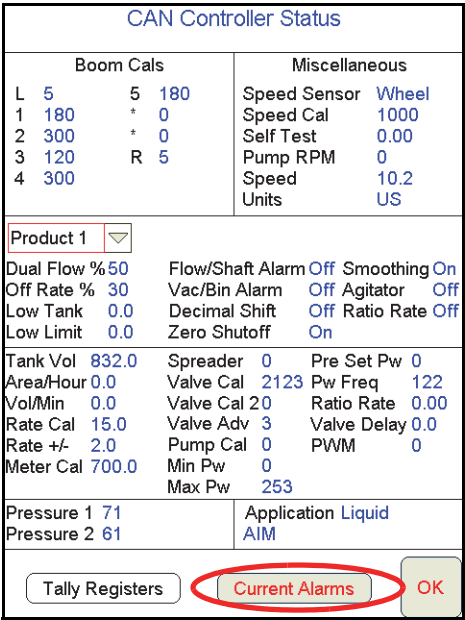 CAN Controller Status
Boom Cals
L 5 5 180
1 180 * 0
2 300 * 0
3 120 R 5
4 300
Miscellaneous
Speed Sensor Wheel
Speed Cal 1000
Self Test 0.00
Pump RPM 0
Speed 10.2
Units US
Product 1
Dual Flow % 50 Flow/Shaft Alarm Off Smoothing On
Off Rate % 30 Vac/Bin Alarm Off Agitator Off
Low Tank 0.0 Decimal Shift Off Ratio Rate Off
Low Limit 0.0 Zero Shutoff On
Tank Vol 832.0 Spreader 0 Pre Set Pw 0
Area/Hour 0.0 Valve Cal 2123 Pw Freq 122
Vol/Min 0.0 Valve Cal 2 0 Ratio Rate 0.00
Rate Cal 15.0 Valve Adv 3 Valve Delay 0.0
Rate +/- 2.0 Pump Cal 0 PWM 0
Meter Cal 700.0 Min Pw 0
Max Pw 253
Pressure 1 71
Pressure 2 61
Application Liquid
AIM
Tally Registers Current Alarms OK